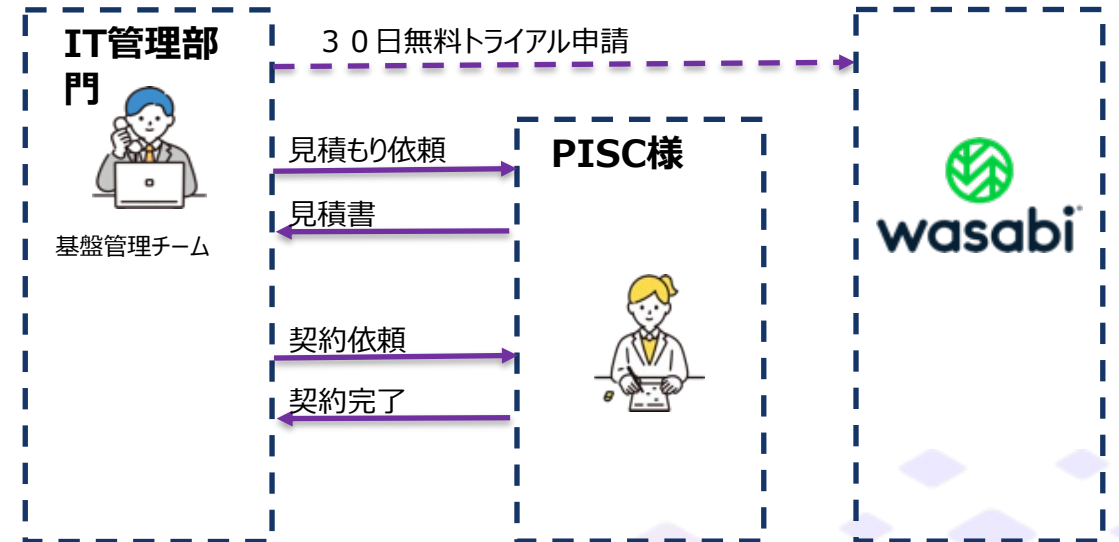 IT管理部
門
３０日無料トライアル申請
見積もり依頼
PISC様
見積書
基盤管理チーム
wasabi
契約依頼
契約完了